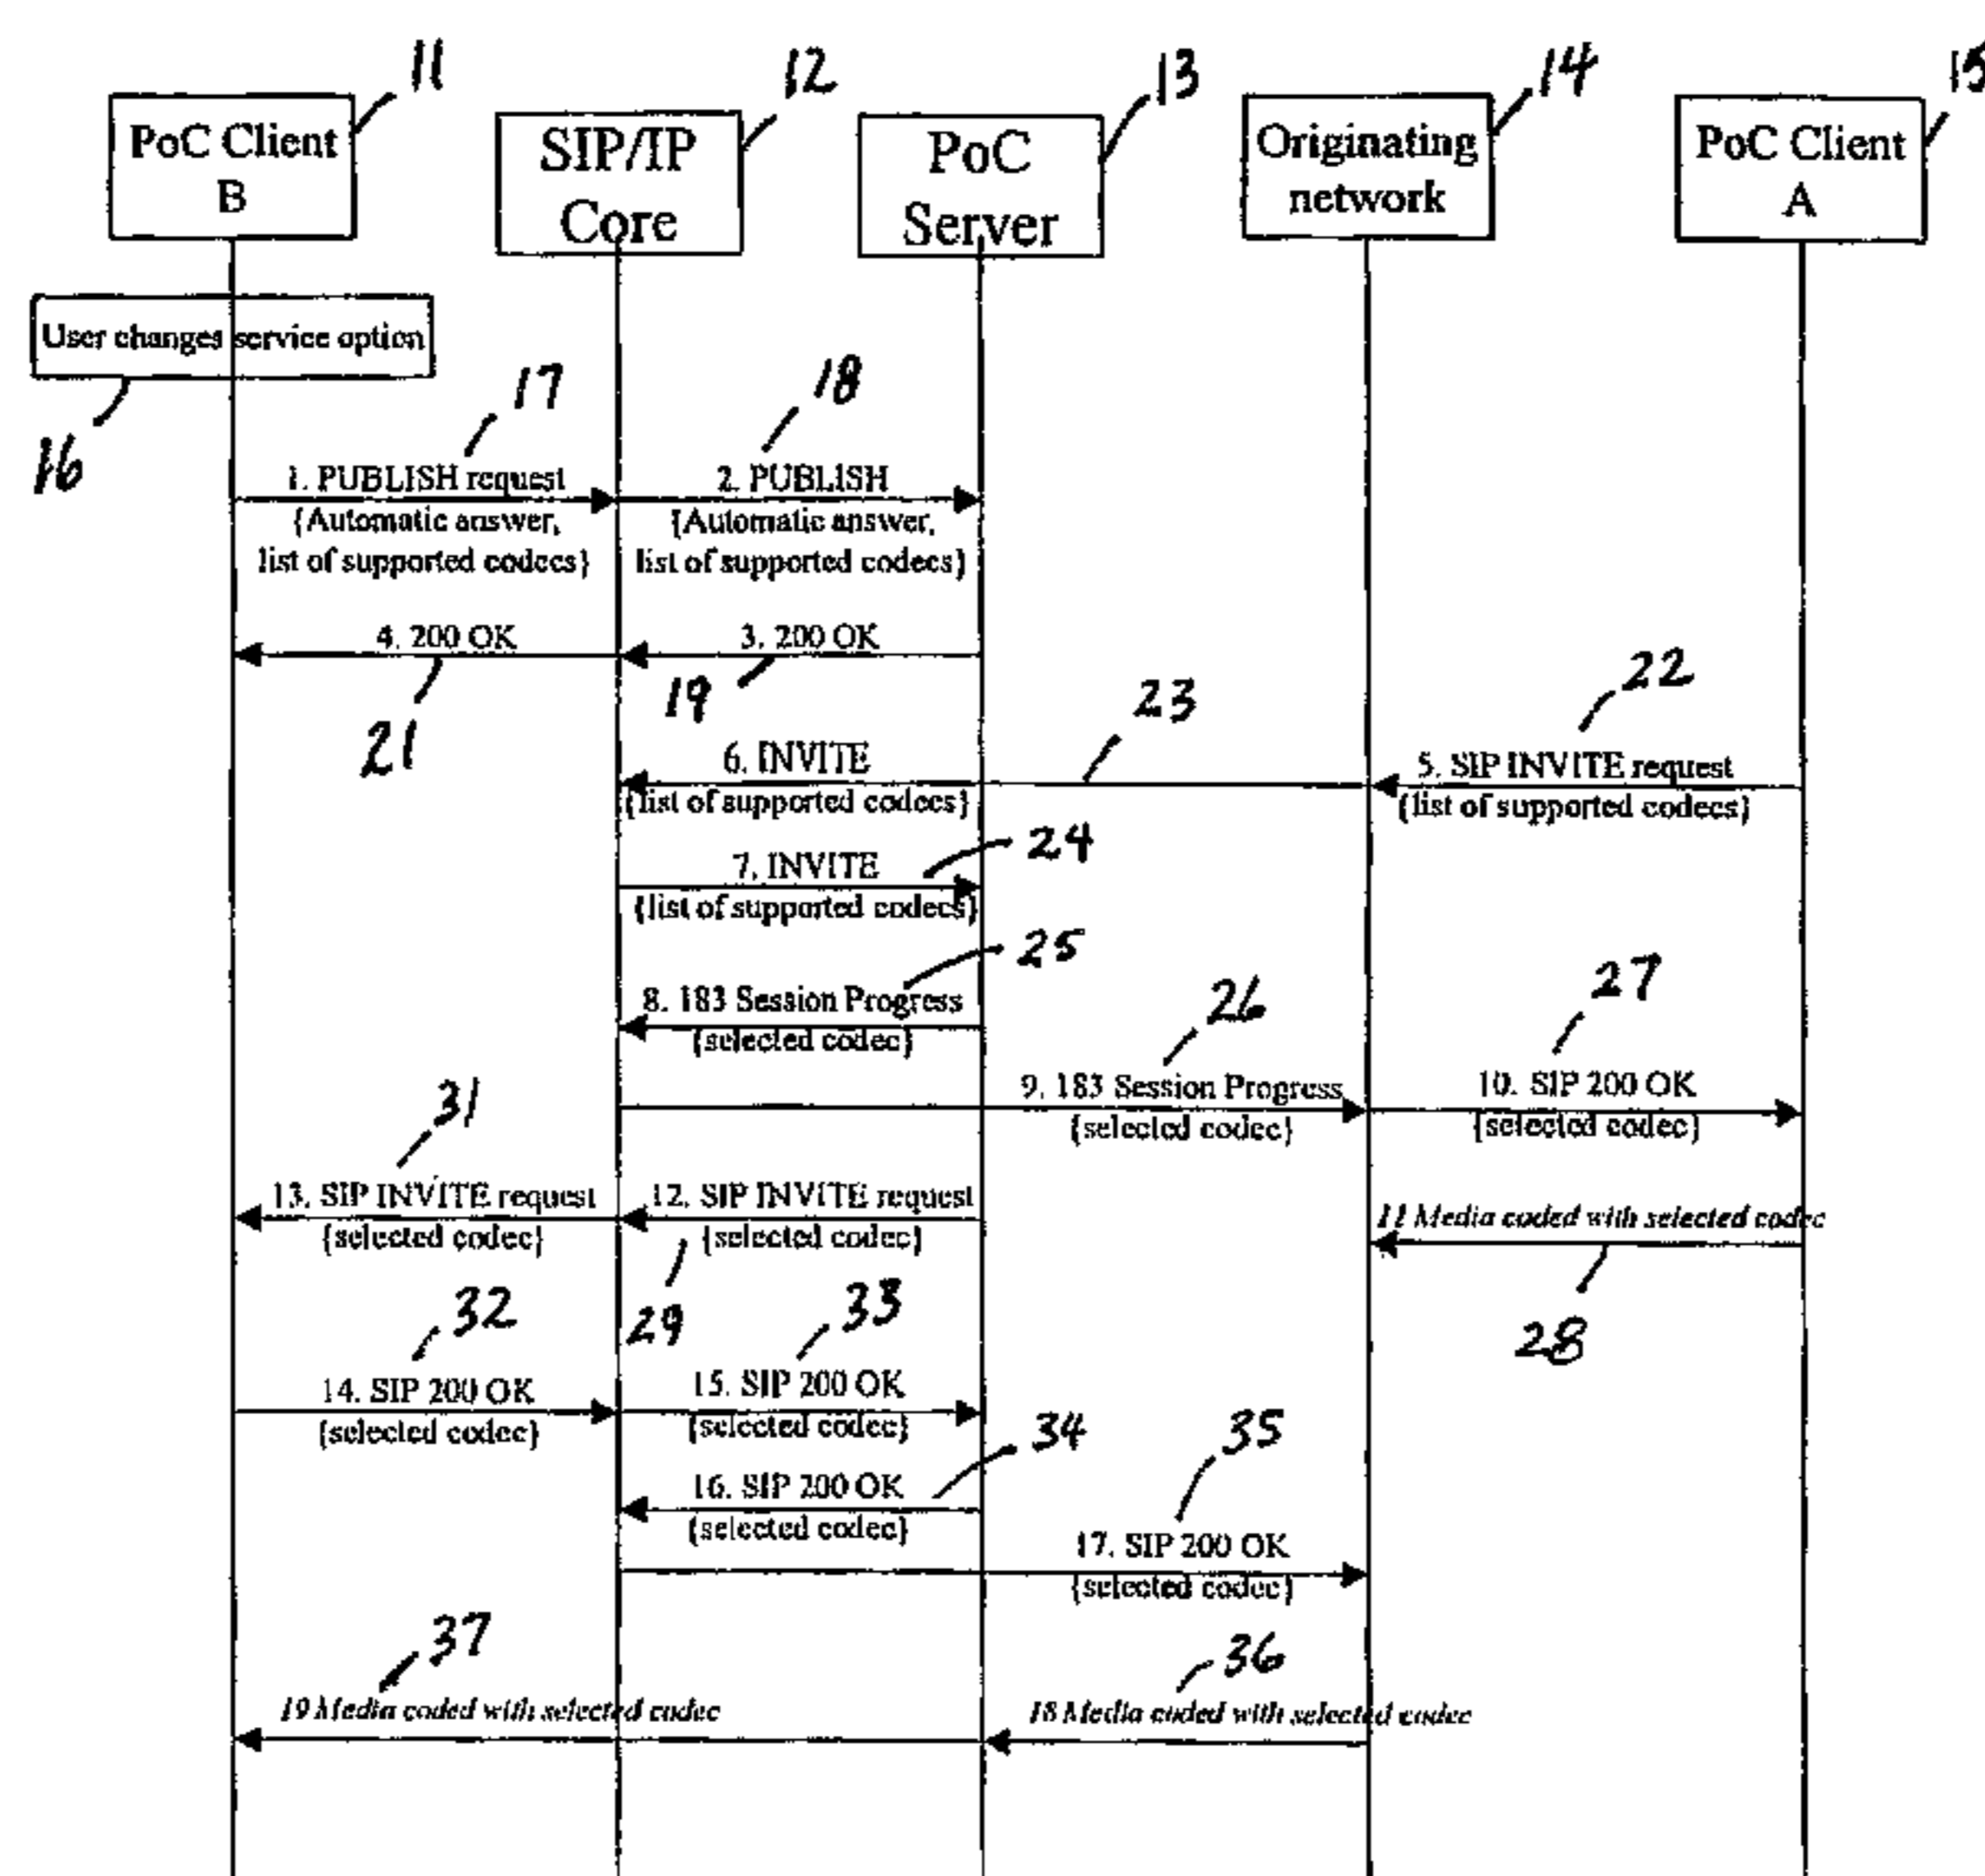 11
12
13
14
15
PoC Client
B
SIP/IP
Core
PoC
Server
Originating
network
PoC Client
A
User changes service option
16
17
18
1. PUBLISH request
{Automatic answer,
list of supported codecs}
2. PUBLISH
{Automatic answer,
list of supported codecs}
4. 200 OK
3. 200 OK
21
19
23
22
6. INVITE
{list of supported codecs}
5. SIP INVITE request
{list of supported codecs}
24
7. INVITE
{list of supported codecs}
25
8. 183 Session Progress
{selected codec}
26
27
9. 183 Session Progress
{selected codec}
10. SIP 200 OK
{selected codec}
31
13. SIP INVITE request
{selected codec}
12. SIP INVITE request
{selected codec}
11 Media coded with selected codec
29
28
32
33
14. SIP 200 OK
{selected codec}
15. SIP 200 OK
{selected codec}
34
35
16. SIP 200 OK
{selected codec}
17. SIP 200 OK
{selected codec}
37
36
19 Media coded with selected codec
18 Media coded with selected codec